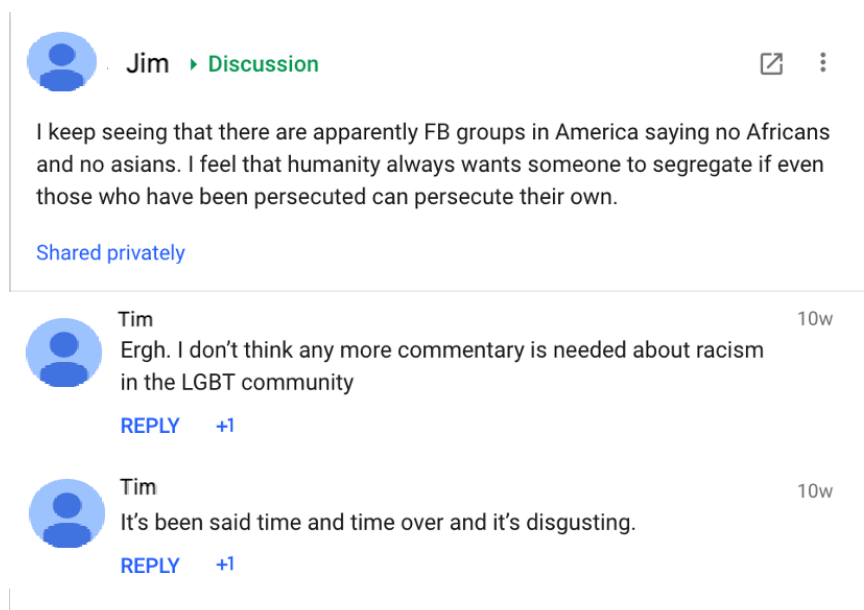 Jim Discussion
I keep seeing that there are apparently FB groups in America saying no Africans
and no asians. I feel that humanity always wants someone to segregate if even
those who have been persecuted can persecute their own.
Shared privately
Tim 10w
Ergh. I don’t think any more commentary is needed about racism
in the LGBT community
REPLY +1
Tim 10w
It’s been said time and time over and it’s disgusting.
REPLY +1